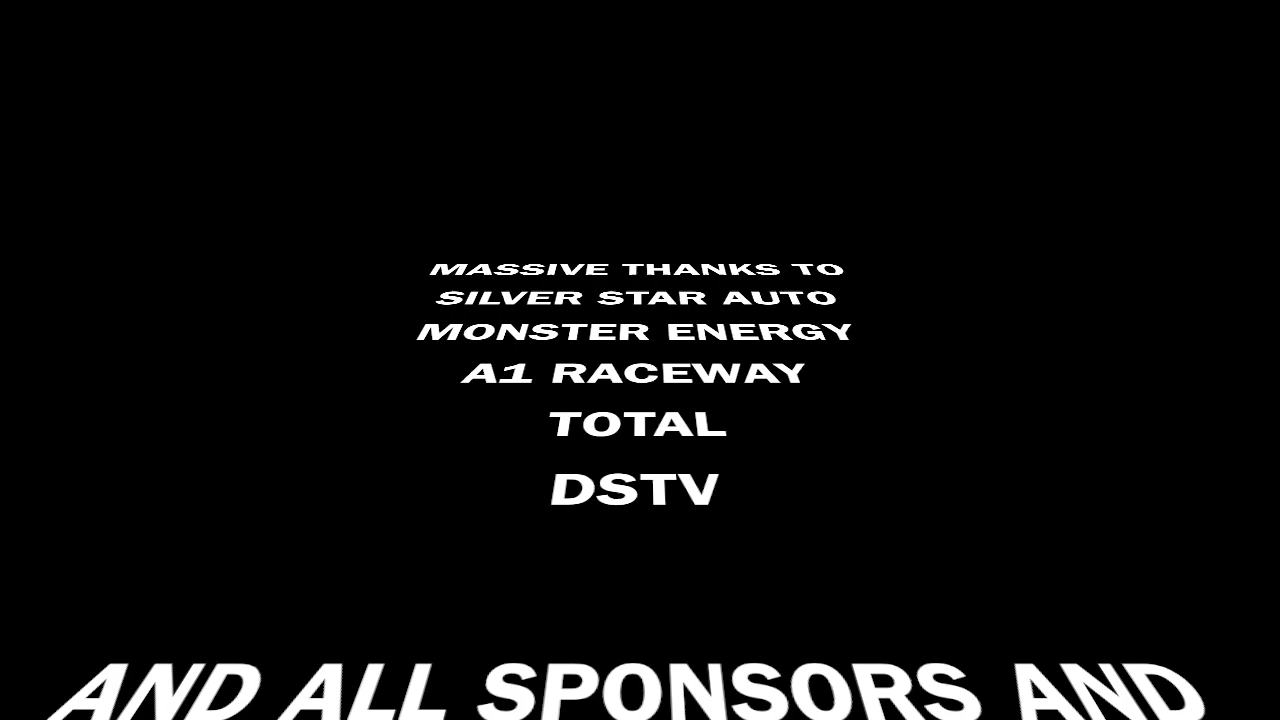 MASSIVE THANKS TO
SILVER STAR AUTO
MONSTER ENERGY
A1 RACEWAY
TOTAL
DSTV
AND ALL SPONSORS AND